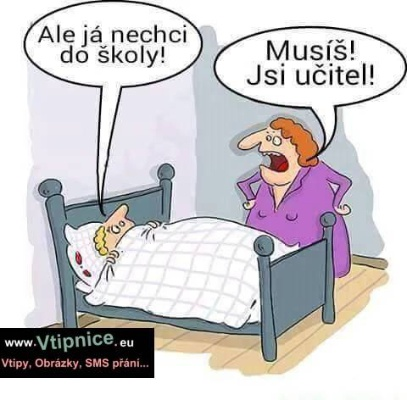 Ale já nechci
do školy!
Musíš!
Jsi učitel!
www.Vtipnice.eu
Vtipy, Obrázky, SMS přání...